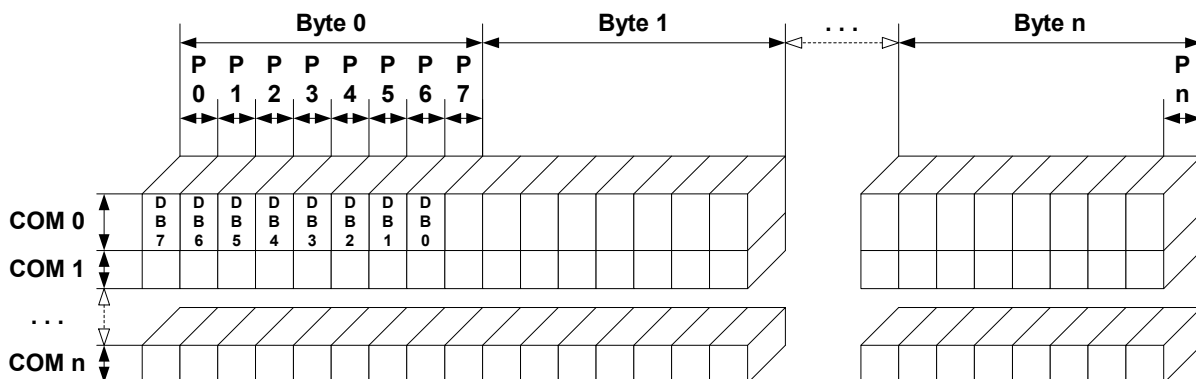 Byte 0 Byte 1 . . . Byte n
P P P P P P P P P
0 1 2 3 4 5 6 7 n
COM 0 D D D D D D D D
B B B B B B B B
7 6 5 4 3 2 1 0
COM 1
. . .
COM n